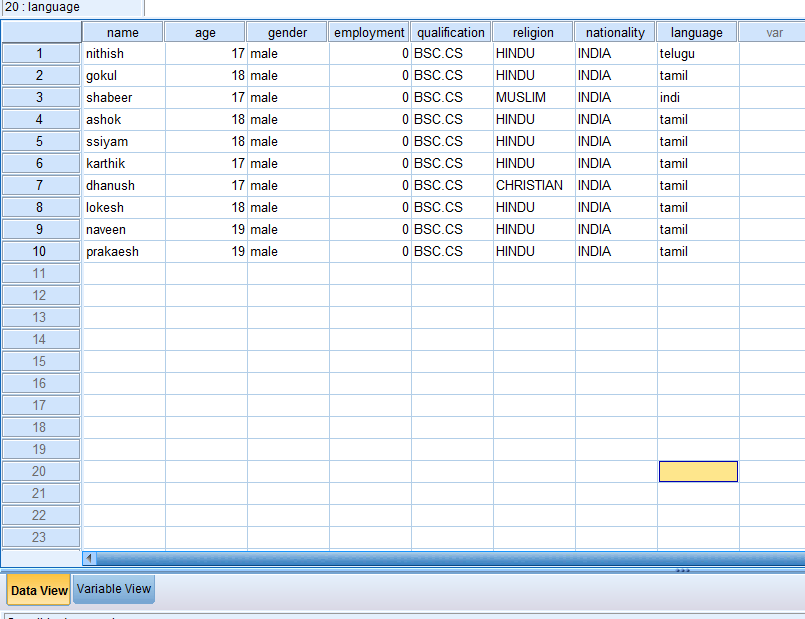 20 : language
name age gender employment qualification religion nationality language var
1 nithish 17 male 0 BSC.CS HINDU INDIA telugu
2 gokul 18 male 0 BSC.CS HINDU INDIA tamil
3 shabeer 17 male 0 BSC.CS MUSLIM INDIA indi
4 ashok 18 male 0 BSC.CS HINDU INDIA tamil
5 ssiyam 18 male 0 BSC.CS HINDU INDIA tamil
6 karthik 17 male 0 BSC.CS HINDU INDIA tamil
7 dhanush 17 male 0 BSC.CS CHRISTIAN INDIA tamil
8 lokesh 18 male 0 BSC.CS HINDU INDIA tamil
9 naveen 19 male 0 BSC.CS HINDU INDIA tamil
10 prakaesh 19 male 0 BSC.CS HINDU INDIA tamil
11
12
13
14
15
16
17
18
19
20
21
22
23
Data View Variable View